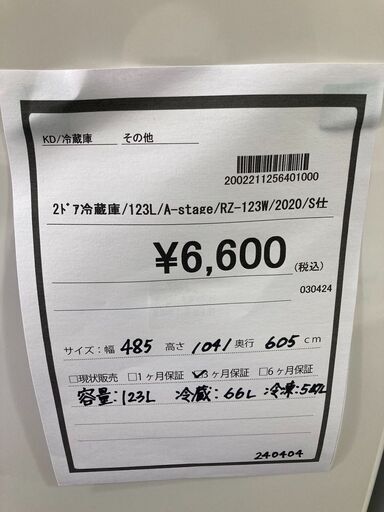 KD/冷蔵庫 その他
2002211256401000
2ﾄﾞｱ冷蔵庫/123L/A-stage/RZ-123W/2020/S仕
¥6,600(税込)
030424
サイズ:幅 485 高さ 1041 奥行 605 cm
□現状販売 □1ヶ月保証 ☑3ヶ月保証 □6ヶ月保証
容量:123L 冷蔵:66L 冷凍:57L
240404